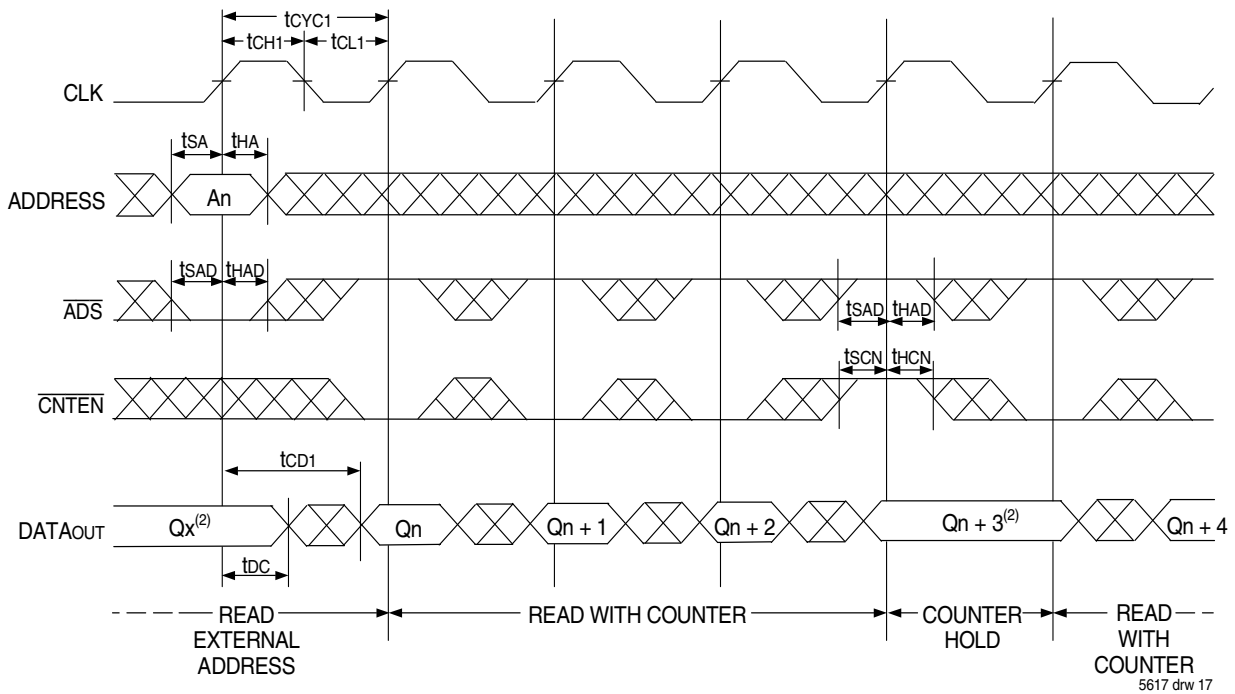 tCYC1
tCH1 tCL1
CLK
tSA tHA
ADDRESS An
tSAD tHAD
ADS
tSAD tHAD
tSCN tHCN
CNTEN
tCD1
DATAOUT Qx(2) Qn Qn + 1 Qn + 2 Qn + 3(2) Qn + 4
tDC
READ EXTERNAL ADDRESS
READ WITH COUNTER
COUNTER HOLD
READ WITH COUNTER
5617 drw 17